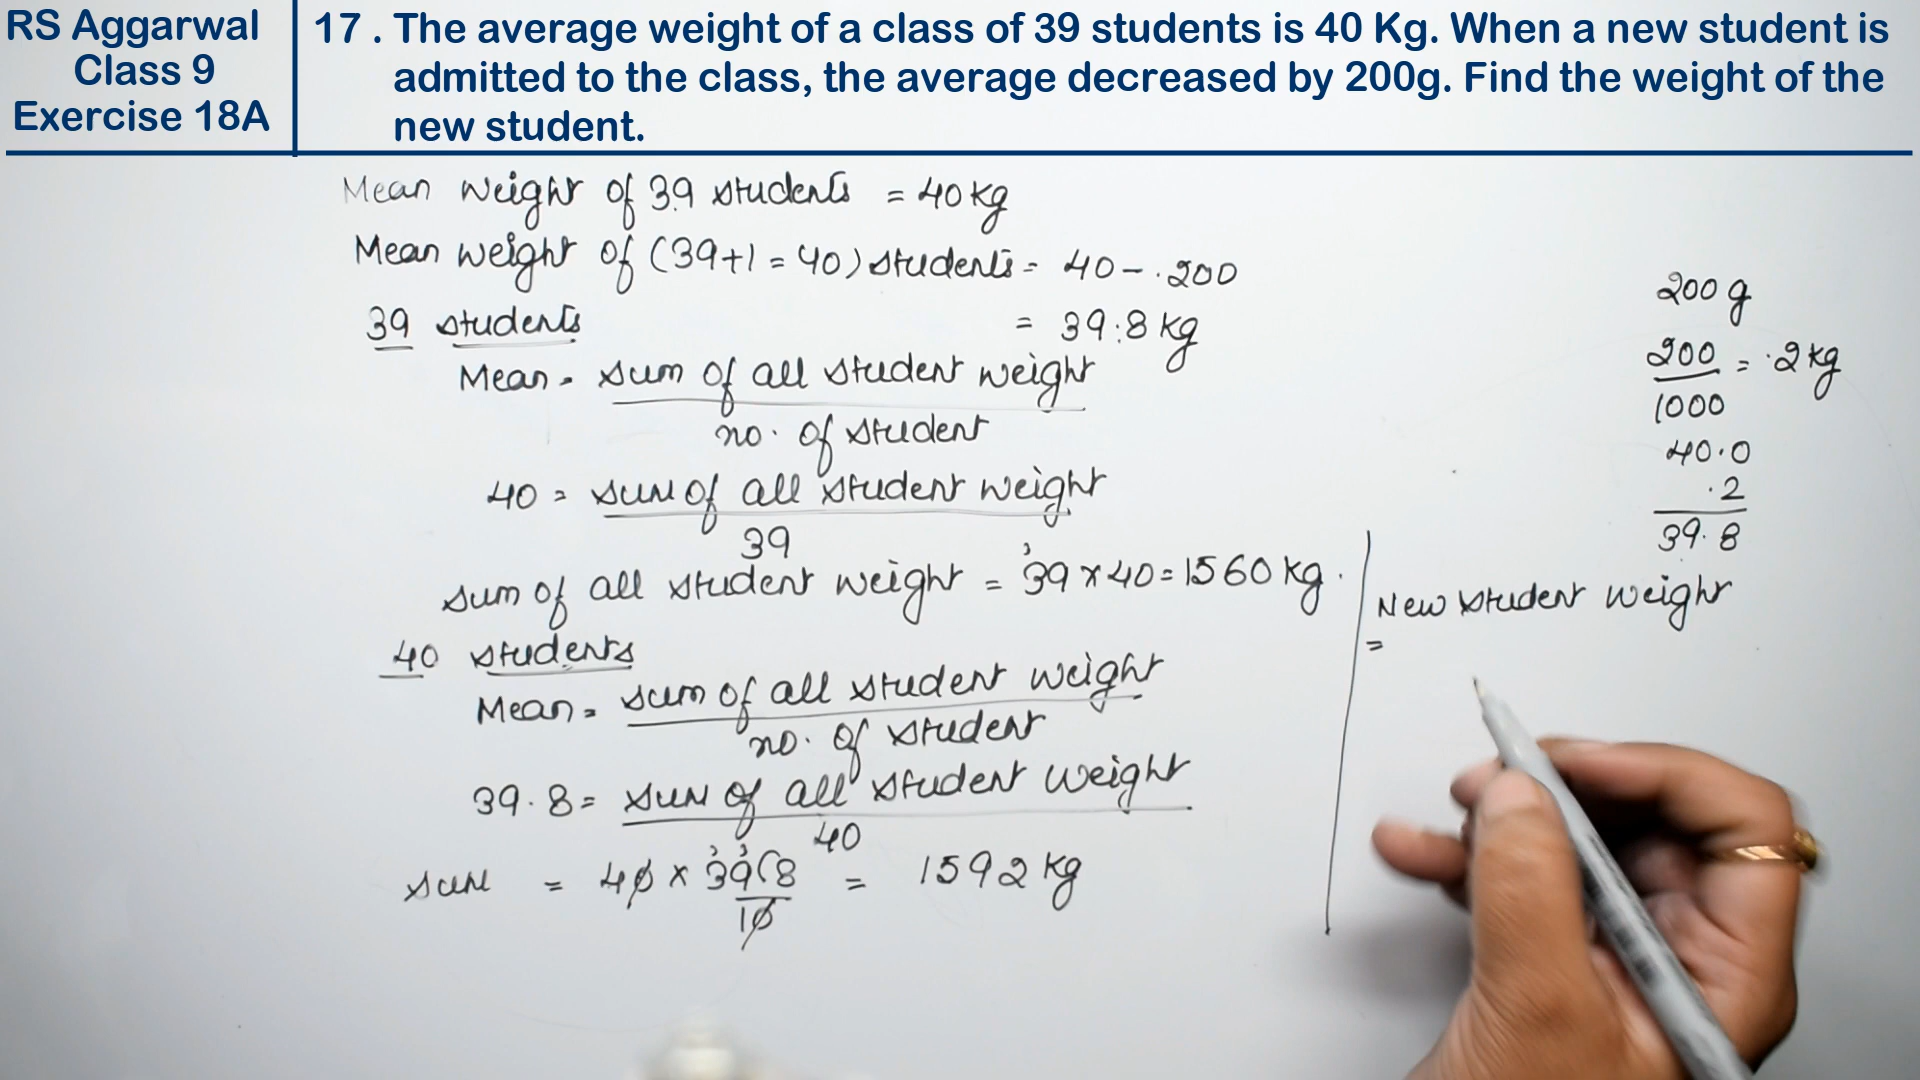 RS Aggarwal
Class 9
Exercise 18A
17 . The average weight of a class of 39 students is 40 Kg. When a new student is
admitted to the class, the average decreased by 200g. Find the weight of the
new student.
Mean weight of 39 students = 40 kg
Mean weight of (39+1 = 40) students = 40 - .200
= 39.8 kg
39 students
Mean = sum of all student weight
no. of student
40 = sum of all student weight
39
sum of all student weight = 39 x 40 = 1560 kg.
40 students
Mean = sum of all student weight
no. of student
39.8 = sum of all student weight
40
sum = 40 x 398 = 1592 kg
10
200 g
200 = .2 kg
1000
40.0
.2
39.8
New student weight
=